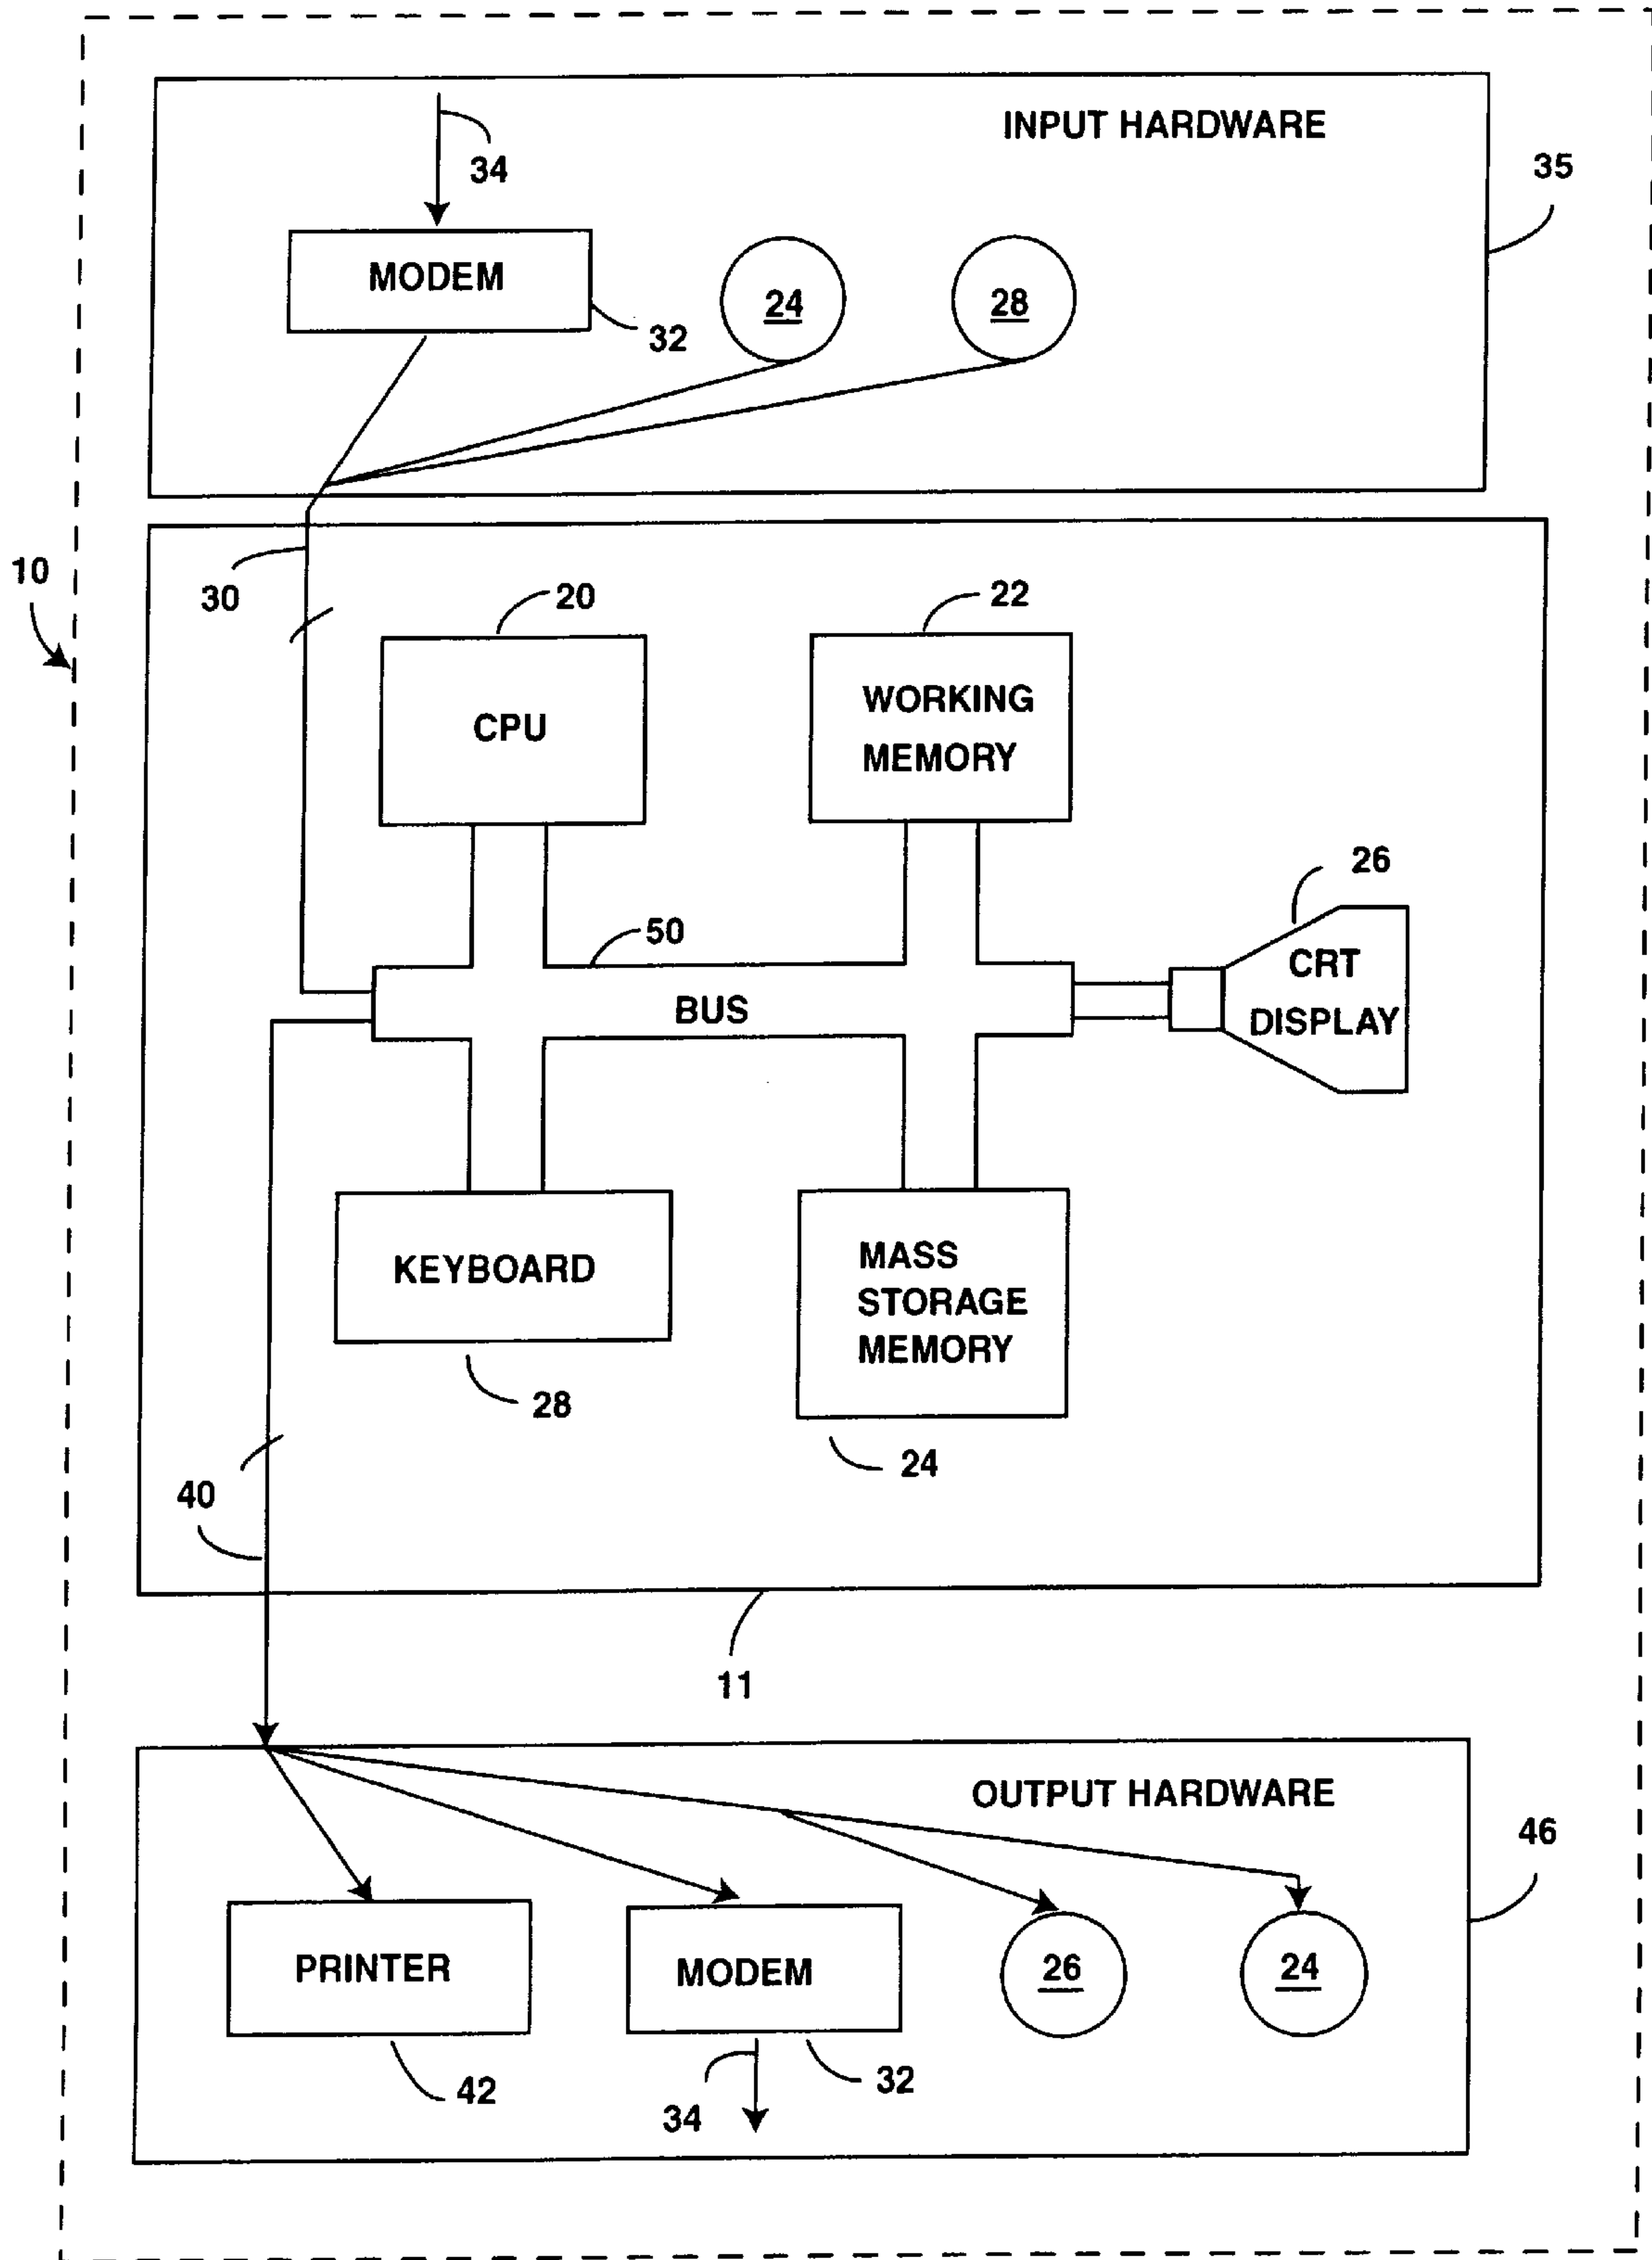 INPUT HARDWARE
34
35
MODEM
32
24
28
10
30
20
22
CPU
WORKING
MEMORY
26
50
CRT
DISPLAY
BUS
KEYBOARD
MASS
STORAGE
MEMORY
28
24
40
11
OUTPUT HARDWARE
46
PRINTER
MODEM
26
24
42
34
32